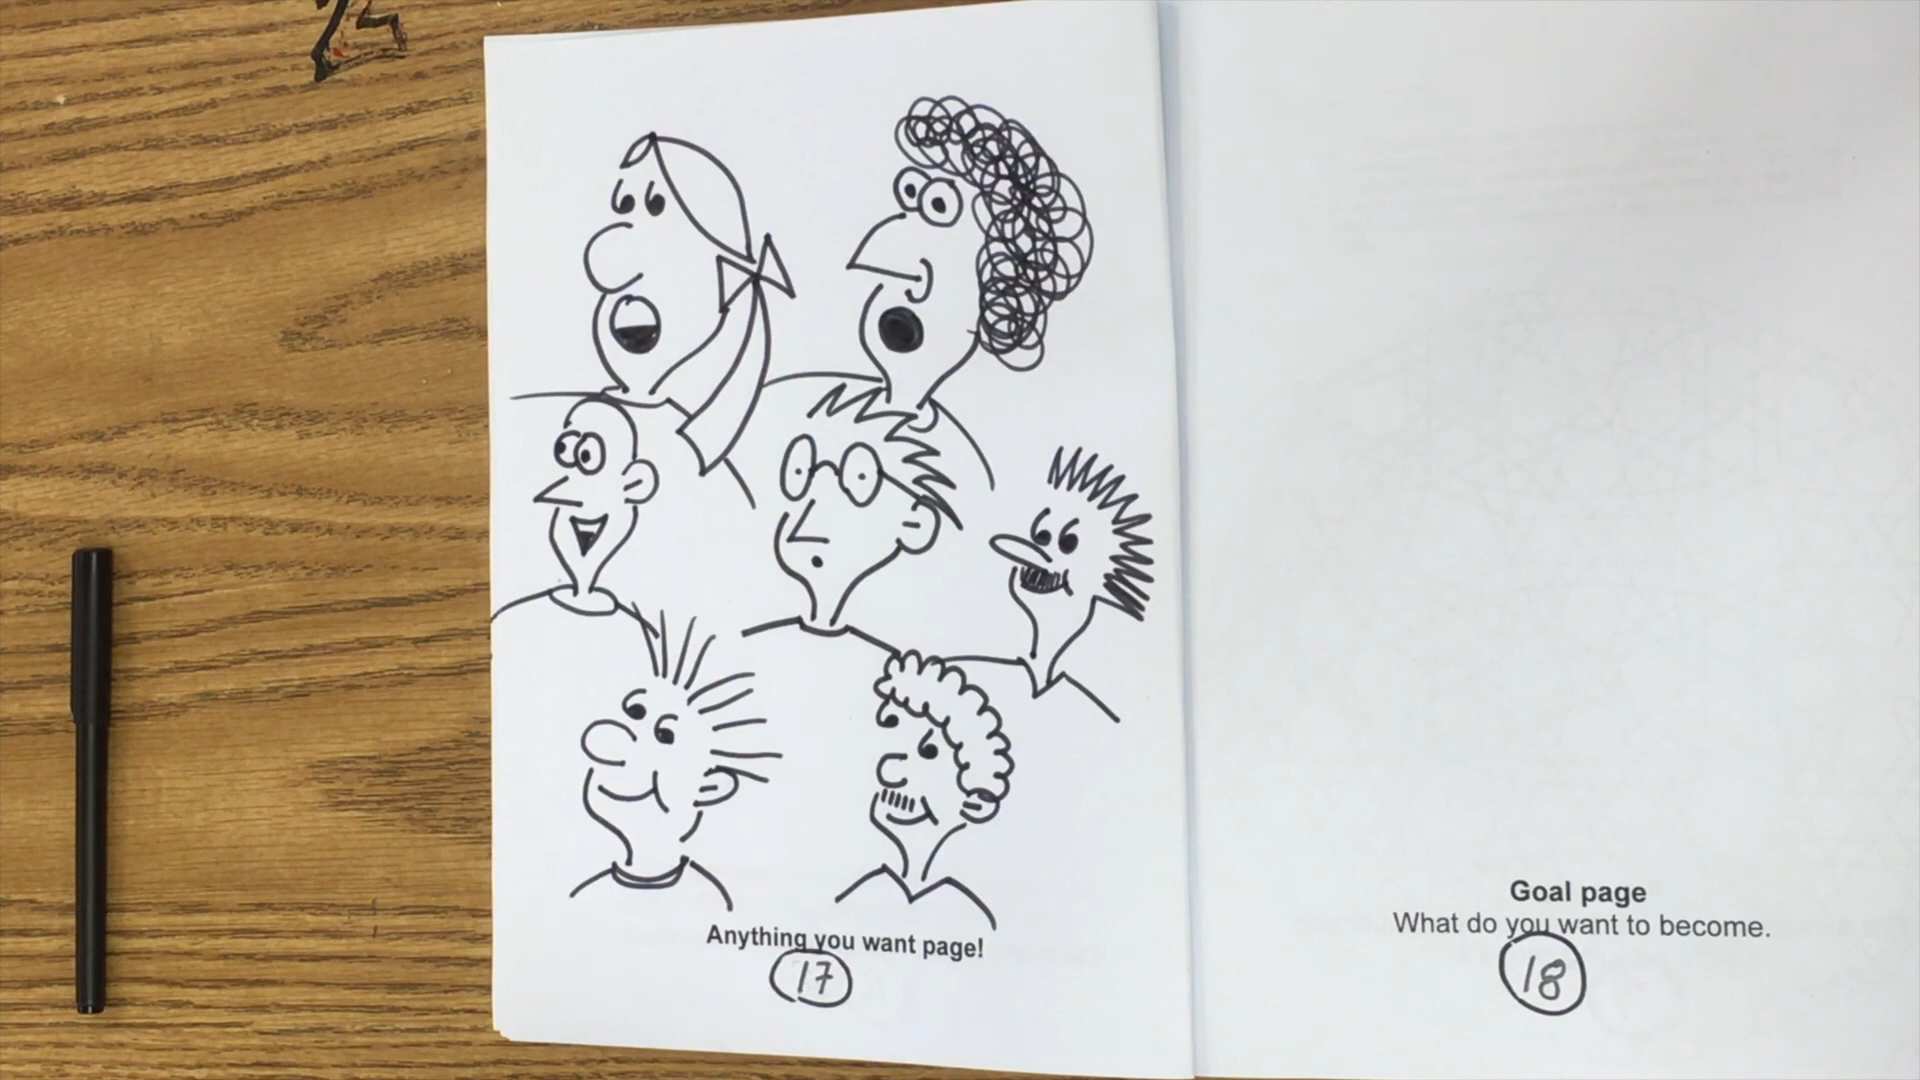 Anything you want page!
17
Goal page
What do you want to become.
18